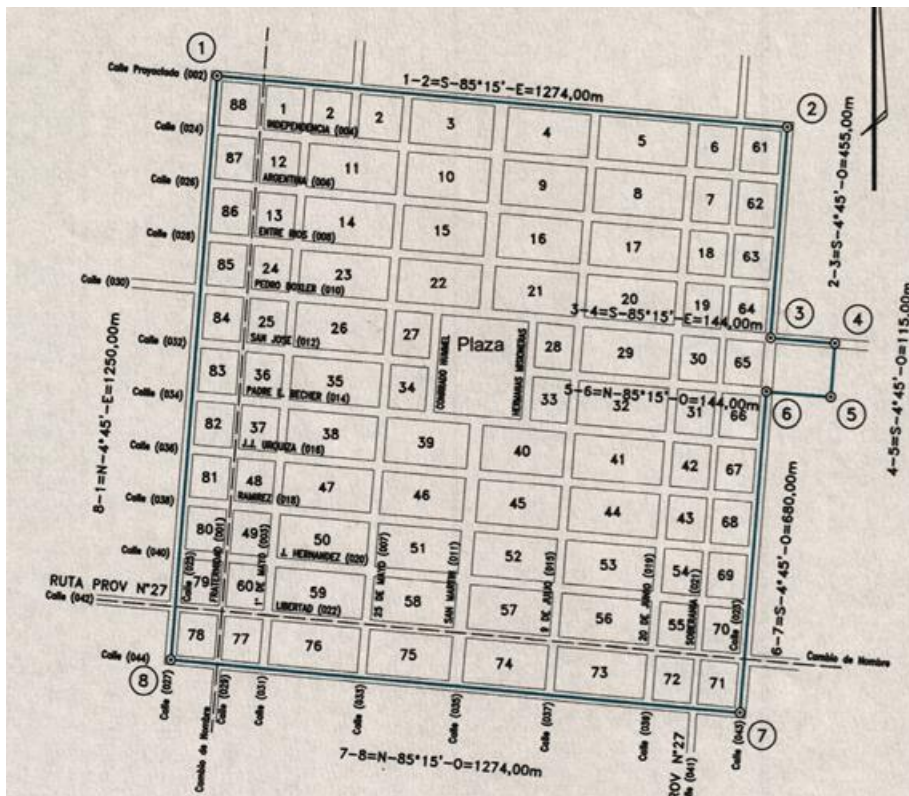 1
Calle Proyectada (002)
1-2=S-85°15'-E=1274,00m
2
88 1 2 2 3 4 5 6 61
INDEPENDENCIA (004)
Calle (024)
87 12 11 10 9 8 7 62
ARGENTINA (006)
Calle (026)
86 13 14 15 16 17 18 63
ENTRE RIOS (008)
Calle (028)
2-3=S-4°45'-O=455,00m
85 24 23 22 21 20 19 64
PEDRO BOXLER (010)
Calle (030)
3-4=S-85°15'-E=144,00m
3
4
84 25 26 27 Plaza 28 29 30 65
SAN JOSE (012)
Calle (032)
CONRADO HAMMEL
HERMANAS MISIONERAS
83 36 35 34 33 32 31 66
PADRE E. BECHER (014)
Calle (034)
5-6=N-85°15'-O=144,00m
6
5
4-5=S-4°45'-O=115,00m
8-1=N-4°45'-E=1250,00m
82 37 38 39 40 41 42 67
J.J. URQUIZA (016)
Calle (036)
81 48 47 46 45 44 43 68
RAMIREZ (018)
Calle (038)
80 49 50 51 52 53 54 69
J. HERNANDEZ (020)
Calle (040)
79 60 59 58 57 56 55 70
LIBERTAD (022)
Calle (025)
FRATERNIDAD (001)
1° DE MAYO (003)
25 DE MAYO (007)
SAN MARTIN (011)
9 DE JULIO (015)
20 DE JUNIO (019)
SOBERANIA (021)
Calle (023)
6-7=S-4°45'-O=680,00m
RUTA PROV N°27
Calle (042)
Cambio de Nombre
78 77 76 75 74 73 72 71
Calle (044)
8
7
Calle (027)
Cambio de Nombre
Calle (029)
Calle (031)
Calle (033)
Calle (035)
Calle (037)
Calle (039)
PROV N°27
Calle (041)
Calle (043)
7-8=N-85°15'-O=1274,00m